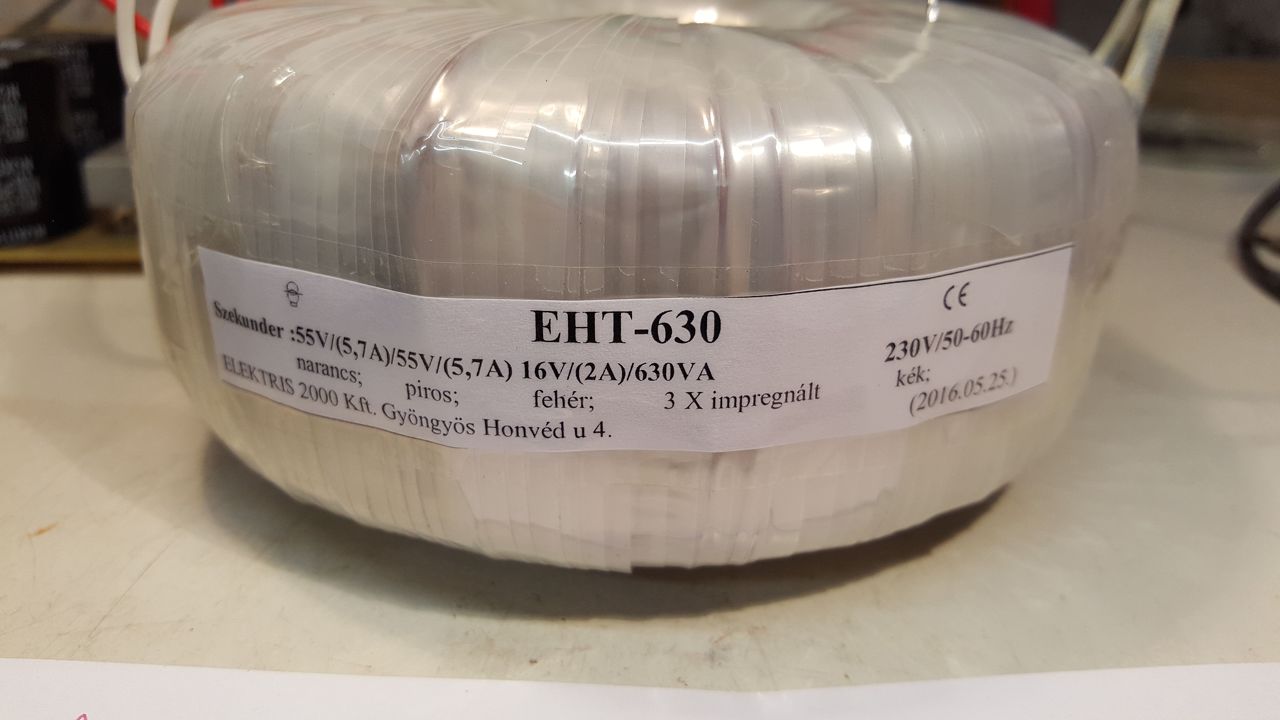 EHT-630
CE
Szekunder :55V/(5,7A)/55V/(5,7A) 16V/(2A)/630VA
230V/50-60Hz
narancs; piros; fehér; 3 X impregnált
kék;
ELEKTRIS 2000 Kft. Gyöngyös Honvéd u 4.
(2016.05.25.)